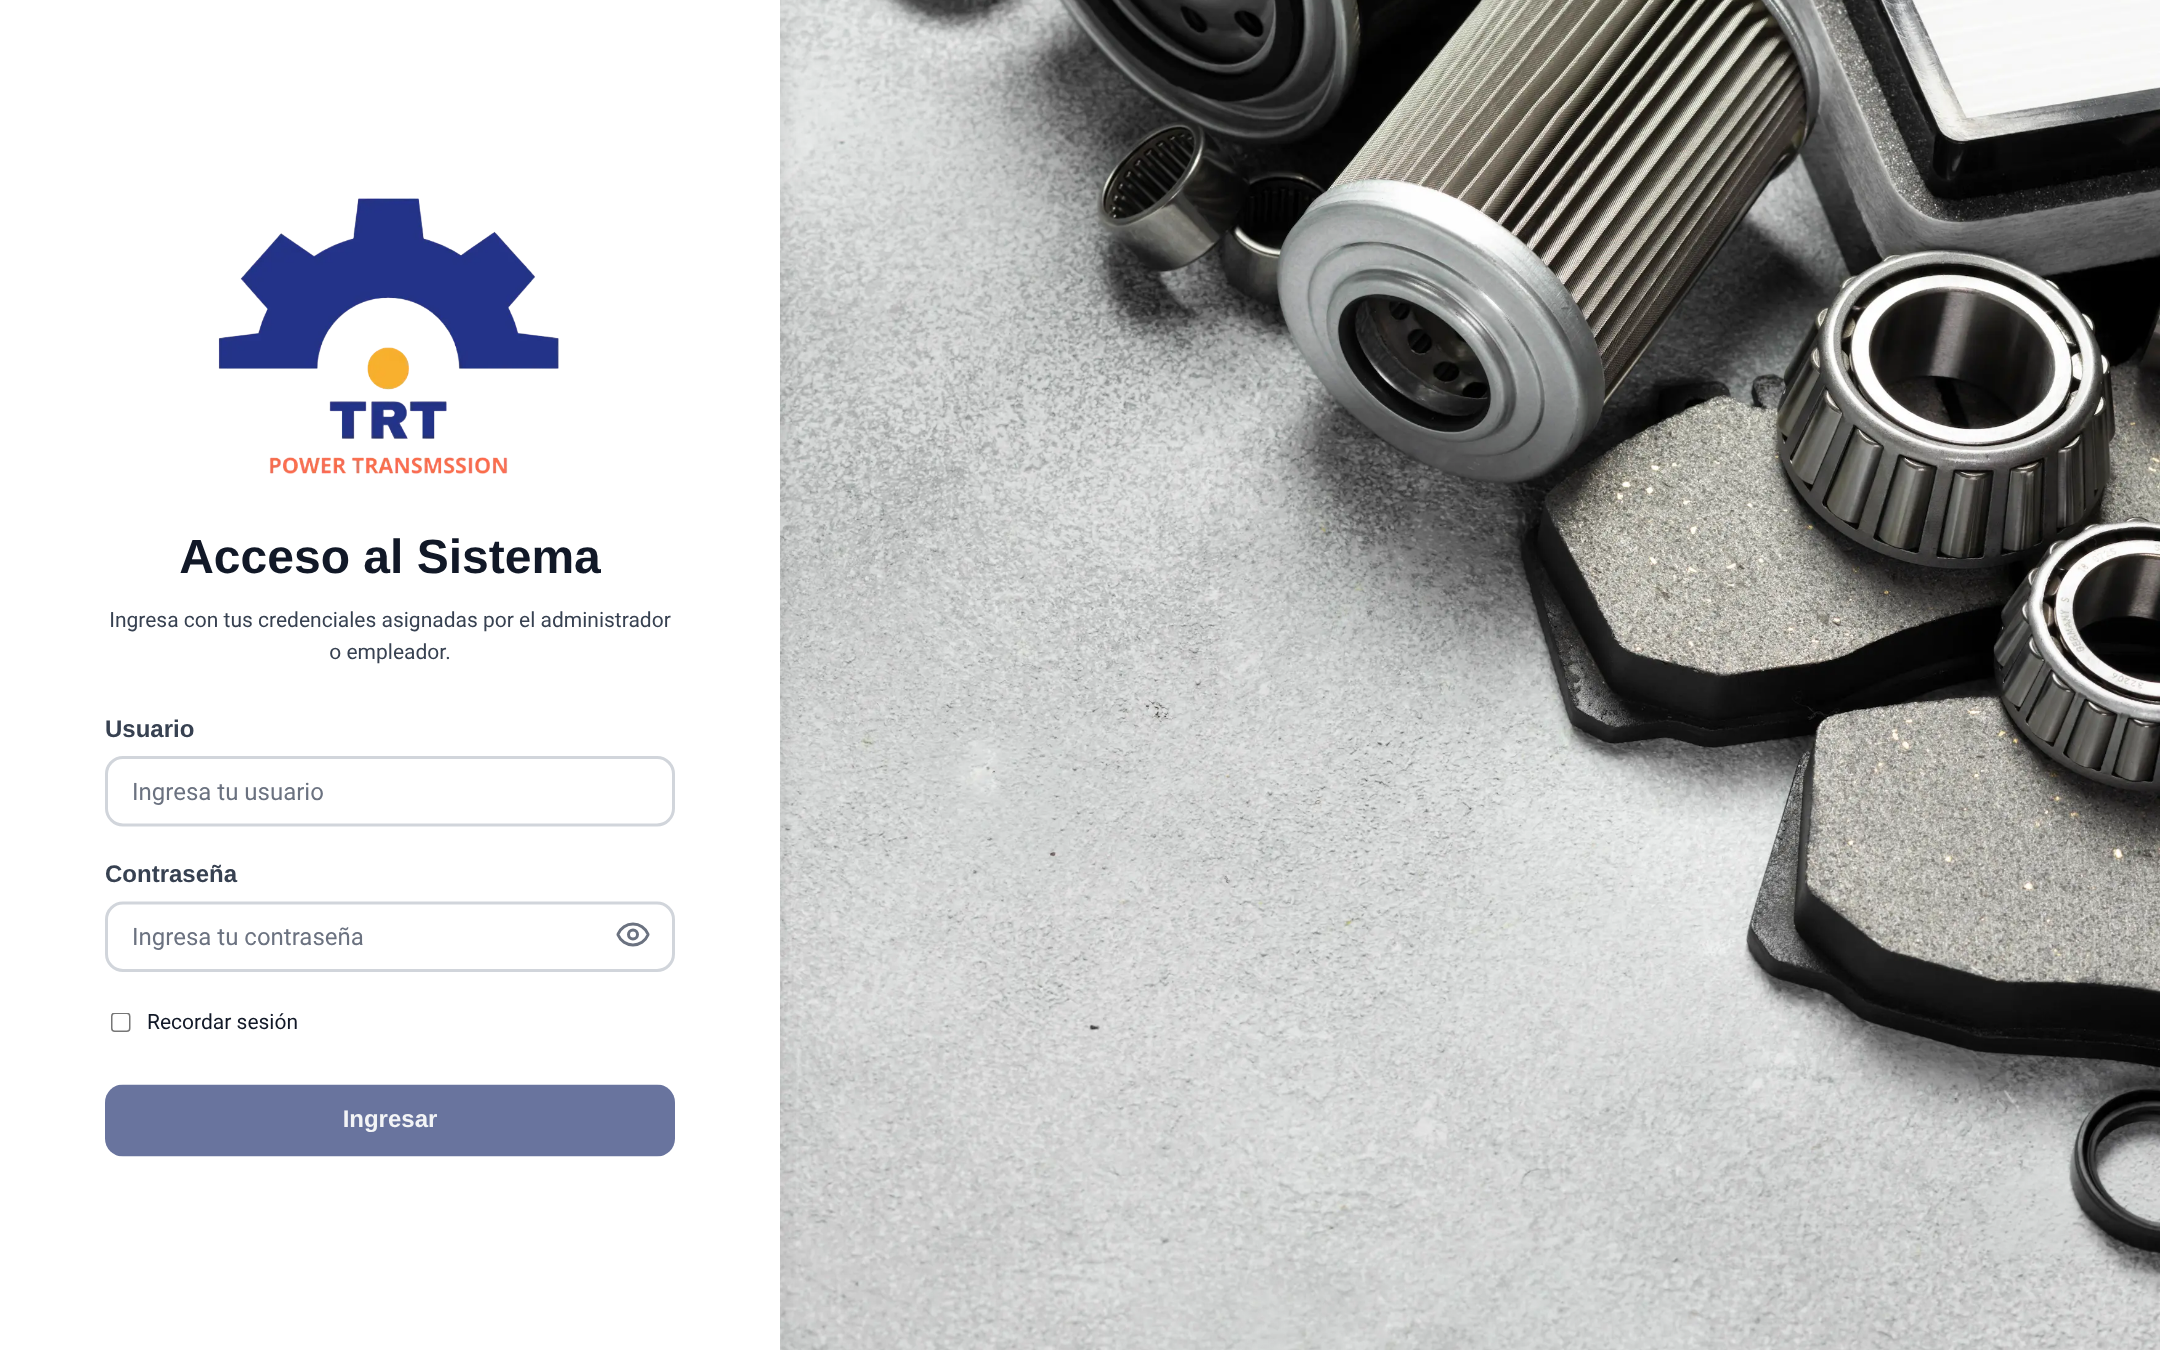 TRT
POWER TRANSMSSION
Acceso al Sistema
Ingresa con tus credenciales asignadas por el administrador
o empleador.
Usuario
Ingresa tu usuario
Contraseña
Ingresa tu contraseña
Recordar sesión
Ingresar